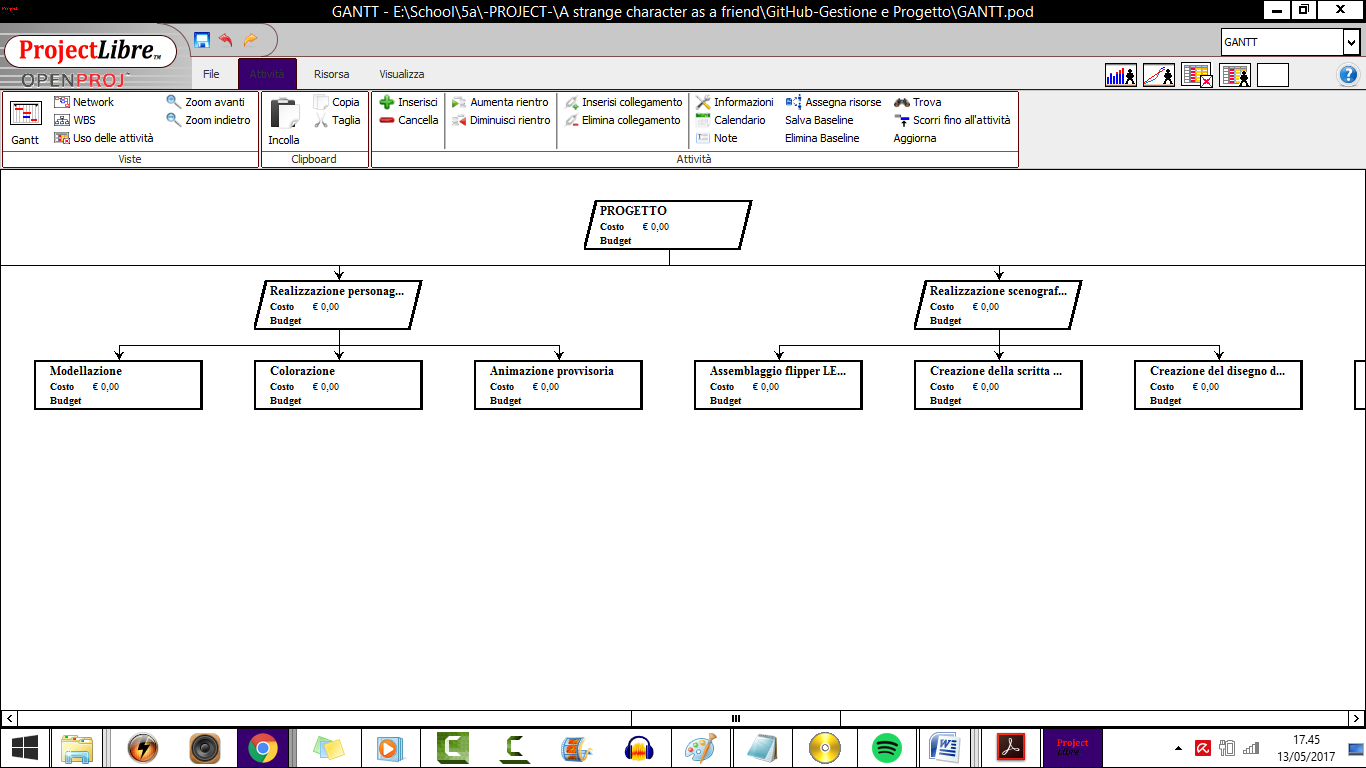 GANTT - E:\School\5a\-PROJECT-\A strange character as a friend\GitHub-Gestione e Progetto\GANTT.pod
ProjectLibre TM
OPENPROJ
GANTT
File Attività Risorsa Visualizza
Network Zoom avanti Copia Inserisci Aumenta rientro Inserisi collegamento Informazioni Assegna risorse Trova
WBS Zoom indietro Taglia Cancella Diminuisci rientro Elimina collegamento Calendario Salva Baseline Scorri fino all'attività
Gantt Uso delle attività Incolla Note Elimina Baseline Aggiorna
Viste Clipboard Attività
PROGETTO
Costo € 0,00
Budget
Realizzazione personag...
Costo € 0,00
Budget
Realizzazione scenograf...
Costo € 0,00
Budget
Modellazione
Costo € 0,00
Budget
Colorazione
Costo € 0,00
Budget
Animazione provvisoria
Costo € 0,00
Budget
Assemblaggio flipper LE...
Costo € 0,00
Budget
Creazione della scritta ...
Costo € 0,00
Budget
Creazione del disegno d...
Costo € 0,00
Budget
Project
Libre
17.45
13/05/2017